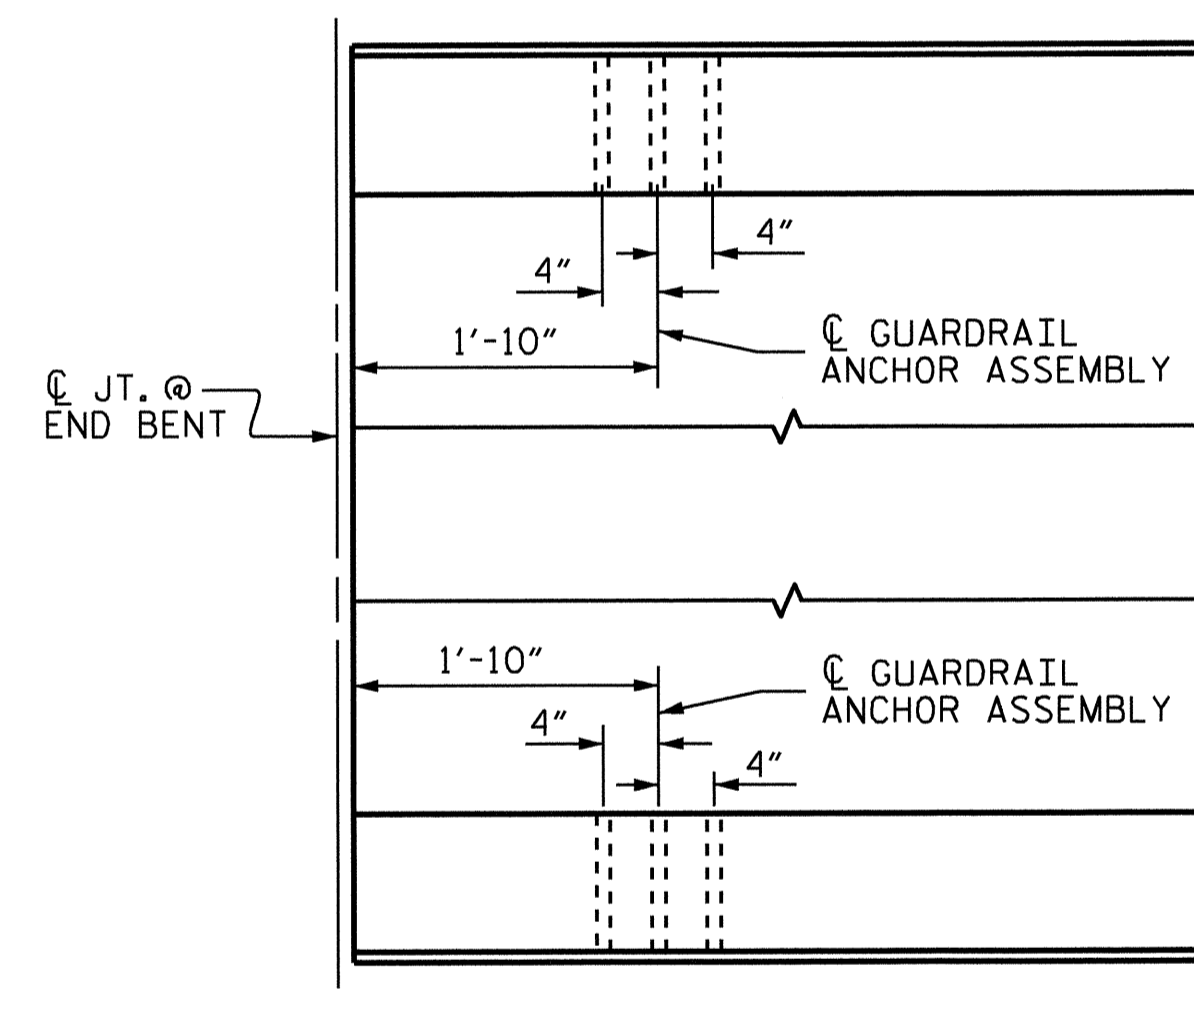 4"
4"
℄ GUARDRAIL
ANCHOR ASSEMBLY
1'-10"
℄ JT. @
END BENT
1'-10"
℄ GUARDRAIL
ANCHOR ASSEMBLY
4"
4"